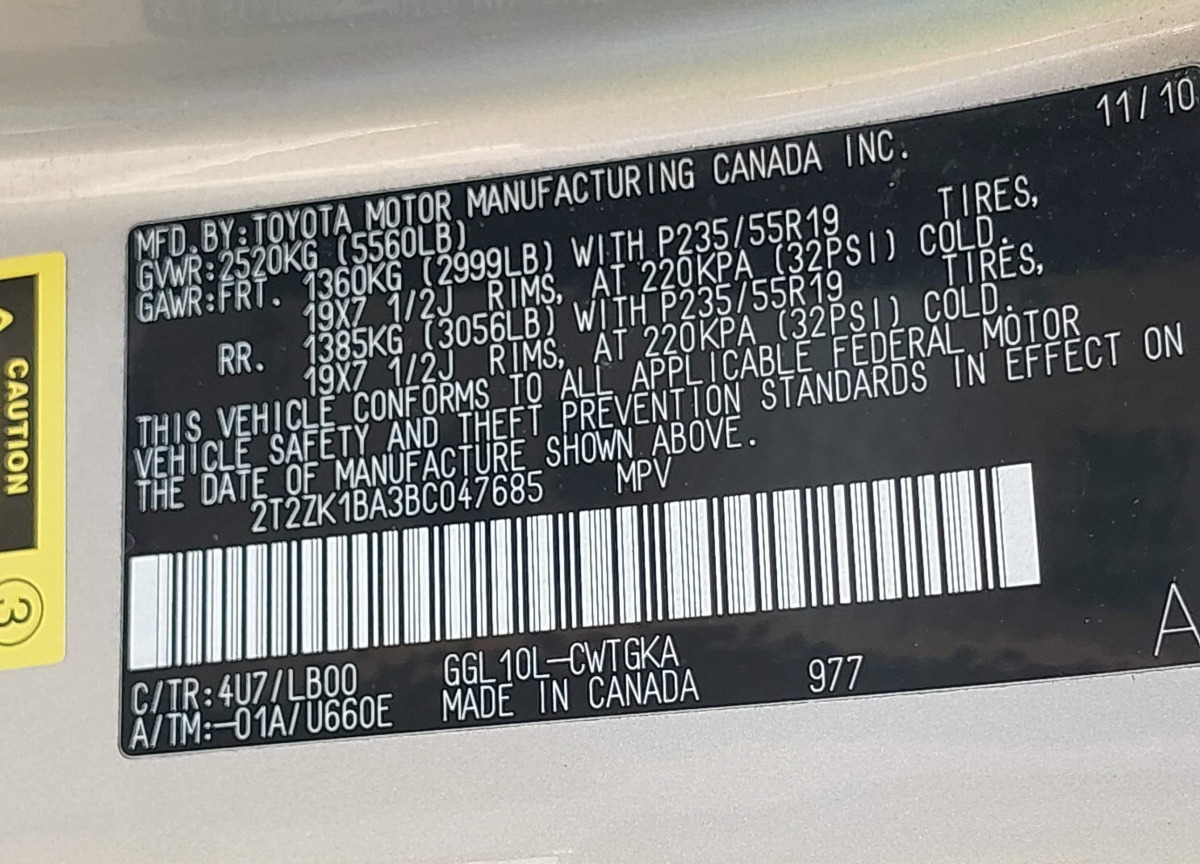 11/10
MFD.BY:TOYOTA MOTOR MANUFACTURING CANADA INC.
GVWR:2520KG (5560LB)
GAWR:FRT. 1360KG (2999LB) WITH P235/55R19 TIRES,
19X7 1/2J RIMS, AT 220KPA (32PSI) COLD.
RR. 1385KG (3056LB) WITH P235/55R19 TIRES,
19X7 1/2J RIMS, AT 220KPA (32PSI) COLD.
THIS VEHICLE CONFORMS TO ALL APPLICABLE FEDERAL MOTOR
VEHICLE SAFETY AND THEFT PREVENTION STANDARDS IN EFFECT ON
THE DATE OF MANUFACTURE SHOWN ABOVE.
2T2ZK1BA3BC047685 MPV
C/TR:4U7/LB00 GGL10L-CWTGKA 977 A
A/TM:-01A/U660E MADE IN CANADA
CAUTION
3